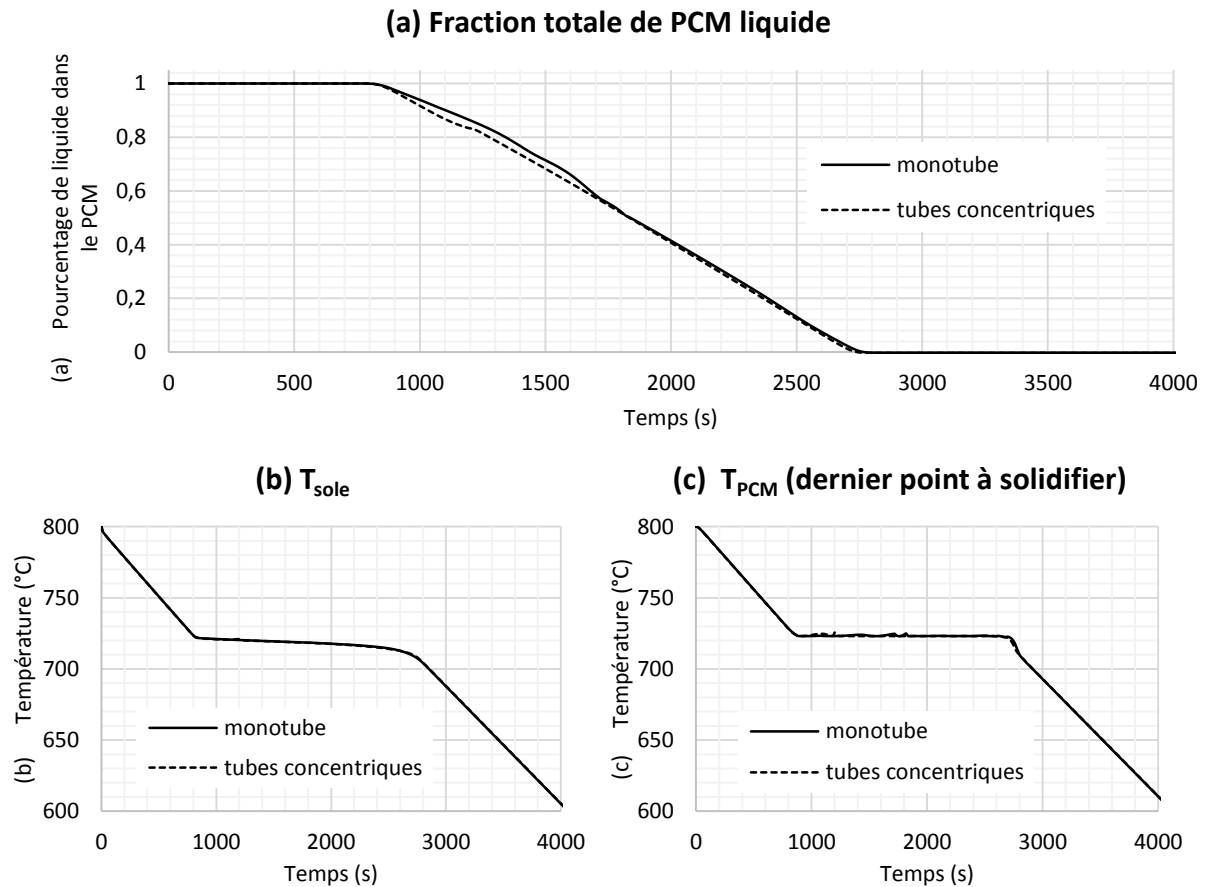 (a) Fraction totale de PCM liquide
(a) Pourcentage de liquide dans
le PCM
1
0,8
0,6
0,4
0,2
0
monotube
tubes concentriques
0 500 1000 1500 2000 2500 3000 3500 4000
Temps (s)
(b) Tsole
(b) Température (°C)
800
750
700
650
600
monotube
tubes concentriques
0 1000 2000 3000 4000
Temps (s)
(c) TPCM (dernier point à solidifier)
(c) Température (°C)
800
750
700
650
600
monotube
tubes concentriques
0 1000 2000 3000 4000
Temps (s)